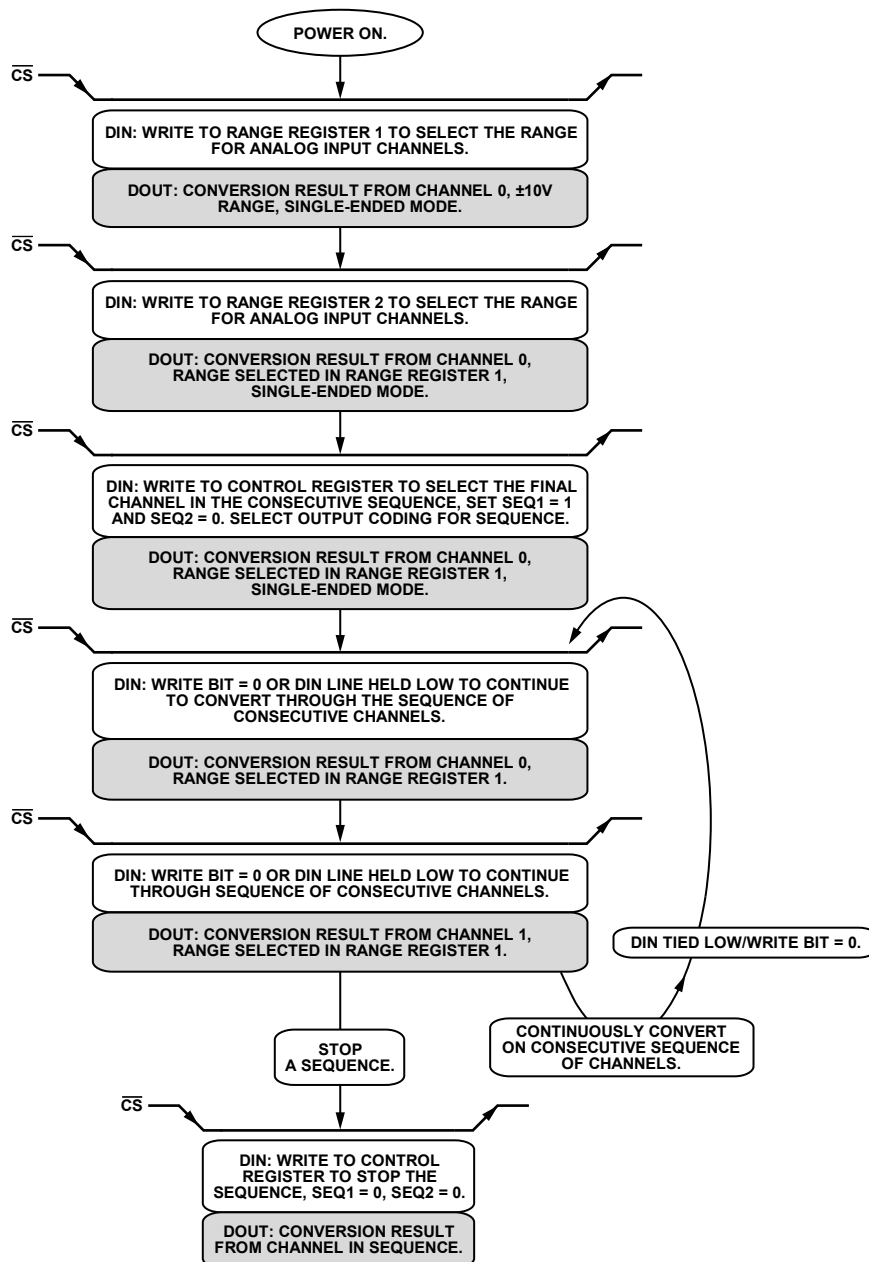 POWER ON.
CS
DIN: WRITE TO RANGE REGISTER 1 TO SELECT THE RANGE
FOR ANALOG INPUT CHANNELS.
DOUT: CONVERSION RESULT FROM CHANNEL 0, ±10V
RANGE, SINGLE-ENDED MODE.
CS
DIN: WRITE TO RANGE REGISTER 2 TO SELECT THE RANGE
FOR ANALOG INPUT CHANNELS.
DOUT: CONVERSION RESULT FROM CHANNEL 0,
RANGE SELECTED IN RANGE REGISTER 1,
SINGLE-ENDED MODE.
CS
DIN: WRITE TO CONTROL REGISTER TO SELECT THE FINAL
CHANNEL IN THE CONSECUTIVE SEQUENCE, SET SEQ1 = 1
AND SEQ2 = 0. SELECT OUTPUT CODING FOR SEQUENCE.
DOUT: CONVERSION RESULT FROM CHANNEL 0,
RANGE SELECTED IN RANGE REGISTER 1,
SINGLE-ENDED MODE.
CS
DIN: WRITE BIT = 0 OR DIN LINE HELD LOW TO CONTINUE
TO CONVERT THROUGH THE SEQUENCE OF
CONSECUTIVE CHANNELS.
DOUT: CONVERSION RESULT FROM CHANNEL 0,
RANGE SELECTED IN RANGE REGISTER 1.
CS
DIN: WRITE BIT = 0 OR DIN LINE HELD LOW TO CONTINUE
THROUGH SEQUENCE OF CONSECUTIVE CHANNELS.
DOUT: CONVERSION RESULT FROM CHANNEL 1,
RANGE SELECTED IN RANGE REGISTER 1.
DIN TIED LOW/WRITE BIT = 0.
CONTINUOUSLY CONVERT
ON CONSECUTIVE SEQUENCE
OF CHANNELS.
STOP
A SEQUENCE.
CS
DIN: WRITE TO CONTROL
REGISTER TO STOP THE
SEQUENCE, SEQ1 = 0, SEQ2 = 0.
DOUT: CONVERSION RESULT
FROM CHANNEL IN SEQUENCE.